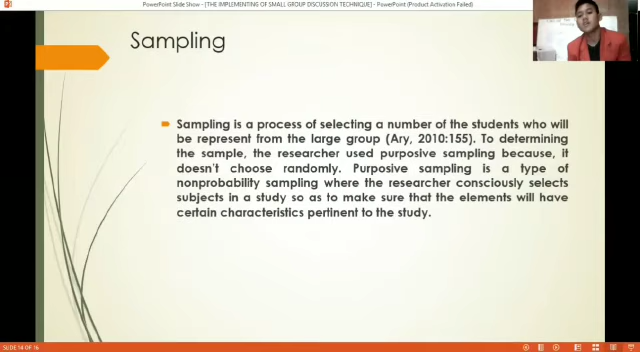 PowerPoint Slide Show - [THE IMPLEMENTING OF SMALL GROUP DISCUSSION TECHNIQUE] - PowerPoint (Product Activation Failed)
Sampling
Sampling is a process of selecting a number of the students who will
be represent from the large group (Ary, 2010:155). To determining
the sample, the researcher used purposive sampling because, it
doesn't choose randomly. Purposive sampling is a type of
nonprobability sampling where the researcher consciously selects
subjects in a study so as to make sure that the elements will have
certain characteristics pertinent to the study.
SLIDE 14 OF 16